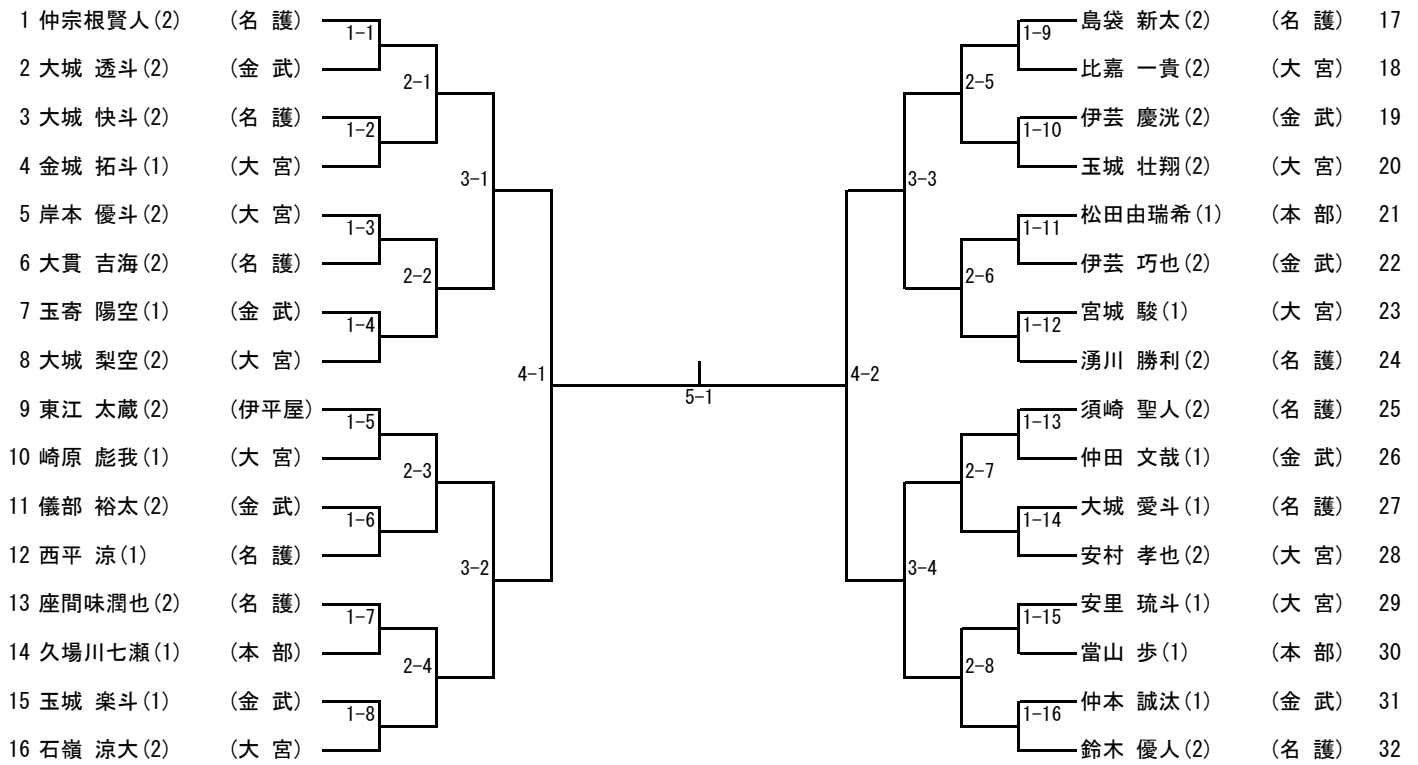 1 仲宗根賢人(2) (名 護)
1-1
2 大城 透斗(2) (金 武)
2-1
3 大城 快斗(2) (名 護)
1-2
4 金城 拓斗(1) (大 宮)
3-1
5 岸本 優斗(2) (大 宮)
1-3
6 大貫 吉海(2) (名 護)
2-2
7 玉寄 陽空(1) (金 武)
1-4
8 大城 梨空(2) (大 宮)
4-1
9 東江 太蔵(2) (伊平屋)
1-5
10 崎原 彪我(1) (大 宮)
2-3
11 儀部 裕太(2) (金 武)
1-6
12 西平 涼(1) (名 護)
3-2
13 座間味潤也(2) (名 護)
1-7
14 久場川七瀬(1) (本 部)
2-4
15 玉城 楽斗(1) (金 武)
1-8
16 石嶺 涼大(2) (大 宮)
5-1
島袋 新太(2) (名 護) 17
1-9
比嘉 一貴(2) (大 宮) 18
2-5
伊芸 慶洸(2) (金 武) 19
1-10
玉城 壮翔(2) (大 宮) 20
3-3
松田由瑞希(1) (本 部) 21
1-11
伊芸 巧也(2) (金 武) 22
2-6
宮城 駿(1) (大 宮) 23
1-12
湧川 勝利(2) (名 護) 24
4-2
須崎 聖人(2) (名 護) 25
1-13
仲田 文哉(1) (金 武) 26
2-7
大城 愛斗(1) (名 護) 27
1-14
安村 孝也(2) (大 宮) 28
3-4
安里 琉斗(1) (大 宮) 29
1-15
當山 歩(1) (本 部) 30
2-8
仲本 誠汰(1) (金 武) 31
1-16
鈴木 優人(2) (名 護) 32